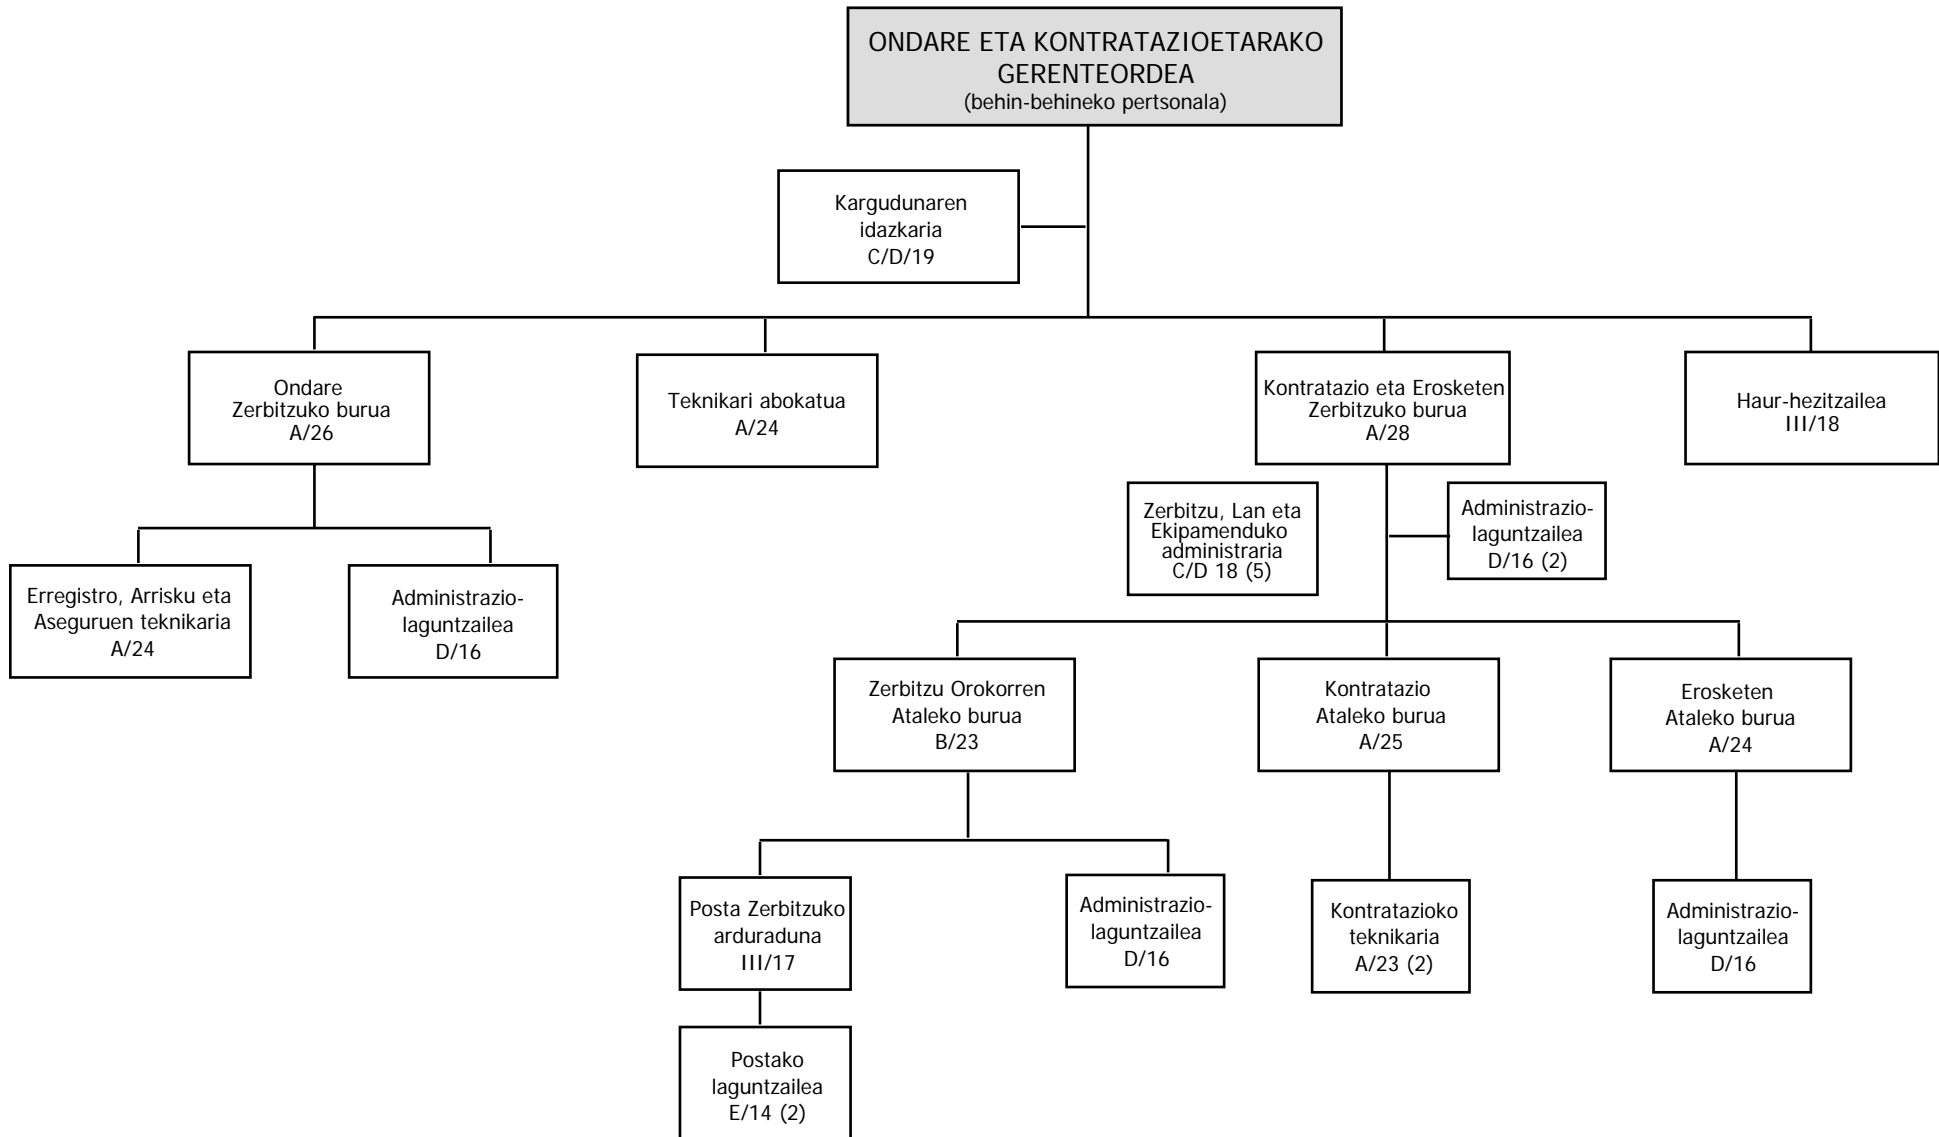 ONDARE ETA KONTRATAZIOETARAKO
GERENTEORDEA
(behin-behineko pertsonala)
Kargudunaren
idazkaria
C/D/19
Ondare
Zerbitzuko burua
A/26
Teknikari abokatua
A/24
Kontratazio eta Erosketen
Zerbitzuko burua
A/28
Haur-hezitzailea
III/18
Zerbitzu, Lan eta
Ekipamenduko
administraria
C/D 18 (5)
Administrazio-
laguntzailea
D/16 (2)
Erregistro, Arrisku eta
Aseguruen teknikaria
A/24
Administrazio-
laguntzailea
D/16
Zerbitzu Orokorren
Ataleko burua
B/23
Kontratazio
Ataleko burua
A/25
Erosketen
Ataleko burua
A/24
Posta Zerbitzuko
arduraduna
III/17
Administrazio-
laguntzailea
D/16
Kontratazioko
teknikaria
A/23 (2)
Administrazio-
laguntzailea
D/16
Postako
laguntzailea
E/14 (2)